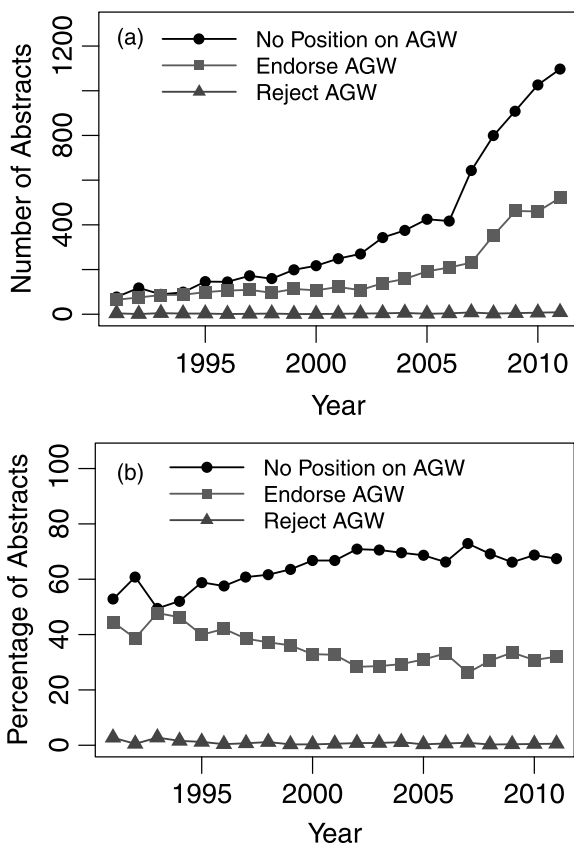 (a)
No Position on AGW
Endorse AGW
Reject AGW
Number of Abstracts
1200
800
400
0
1995 2000 2005 2010
Year
(b)
No Position on AGW
Endorse AGW
Reject AGW
Percentage of Abstracts
100
80
60
40
20
0
1995 2000 2005 2010
Year